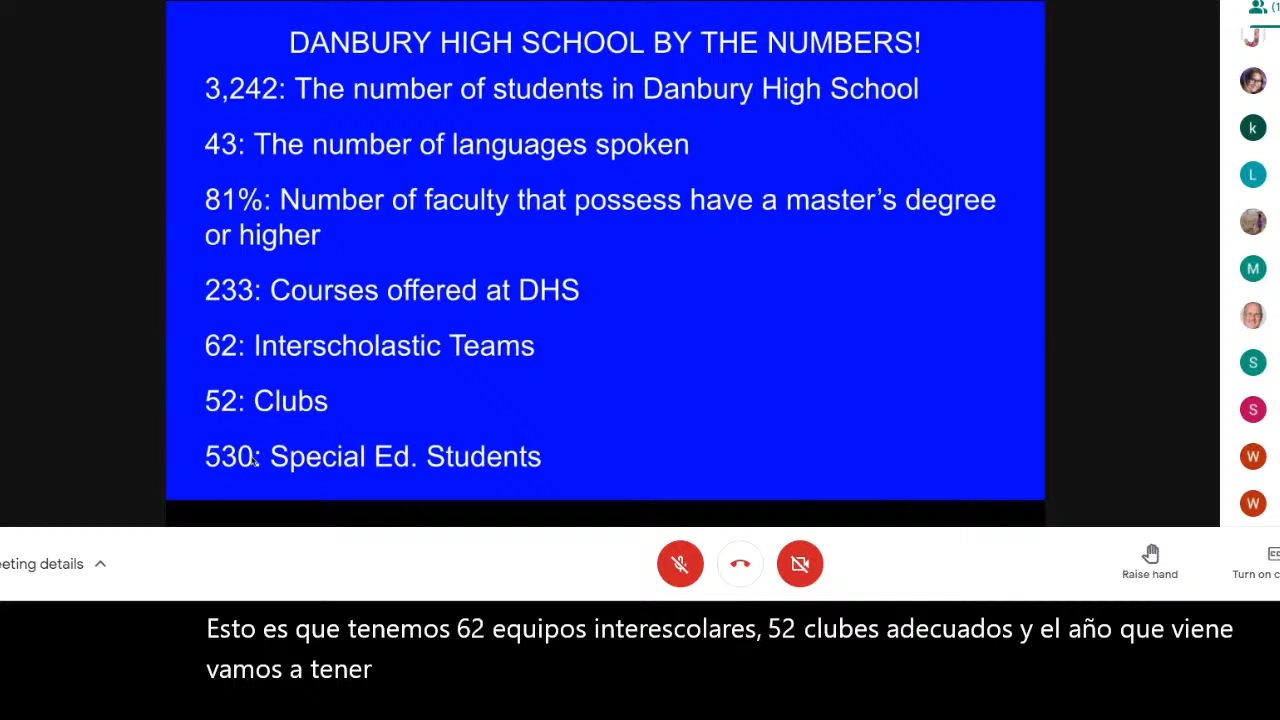 DANBURY HIGH SCHOOL BY THE NUMBERS!
3,242: The number of students in Danbury High School
43: The number of languages spoken
81%: Number of faculty that possess have a master's degree
or higher
233: Courses offered at DHS
62: Interscholastic Teams
52: Clubs
530: Special Ed. Students
(1
J
k
L
M
S
S
W
W
eeting details
Raise hand
Turn on c
Esto es que tenemos 62 equipos interescolares, 52 clubes adecuados y el año que viene
vamos a tener